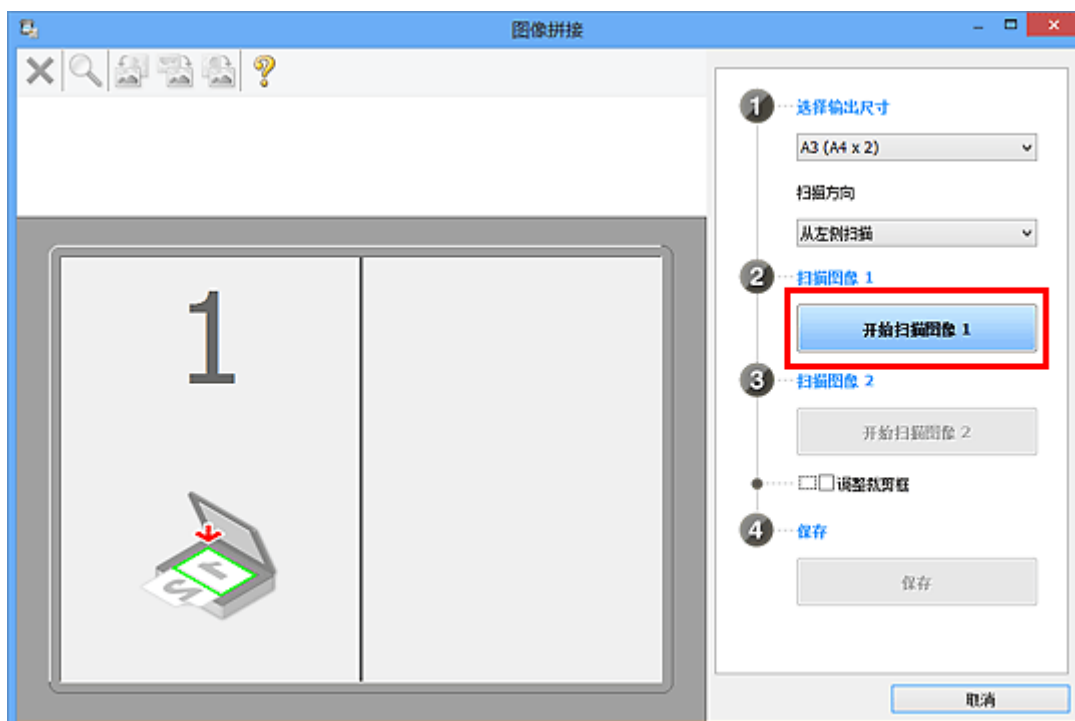 图像拼接
1 选择输出尺寸
A3 (A4 x 2)
扫描方向
从左侧扫描
2 扫描图像 1
开始扫描图像 1
3 扫描图像 2
开始扫描图像 2
调整裁剪框
4 保存
保存
取消
1
1
2